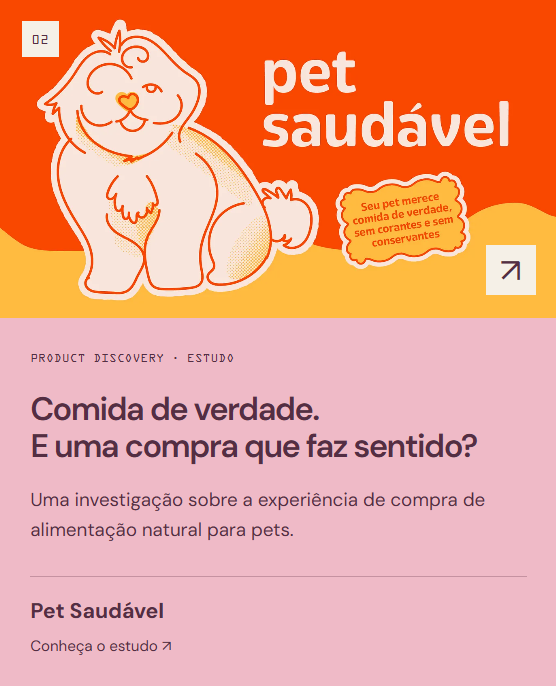 02
pet
saudável
Seu pet merece
comida de verdade,
sem corantes e sem
conservantes
PRODUCT DISCOVERY · ESTUDO
Comida de verdade.
E uma compra que faz sentido?
Uma investigação sobre a experiência de compra de
alimentação natural para pets.
Pet Saudável
Conheça o estudo ↗